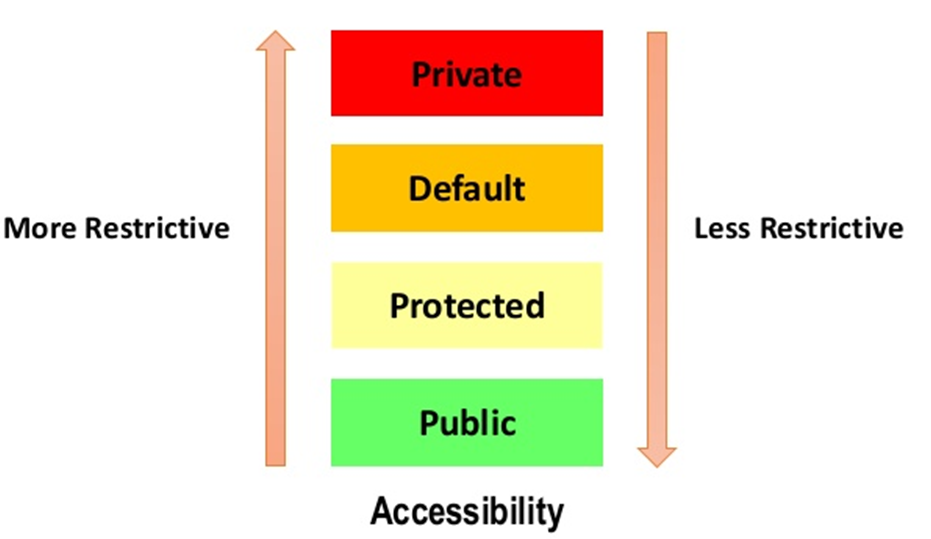 Private
Default
More Restrictive
Less Restrictive
Protected
Public
Accessibility